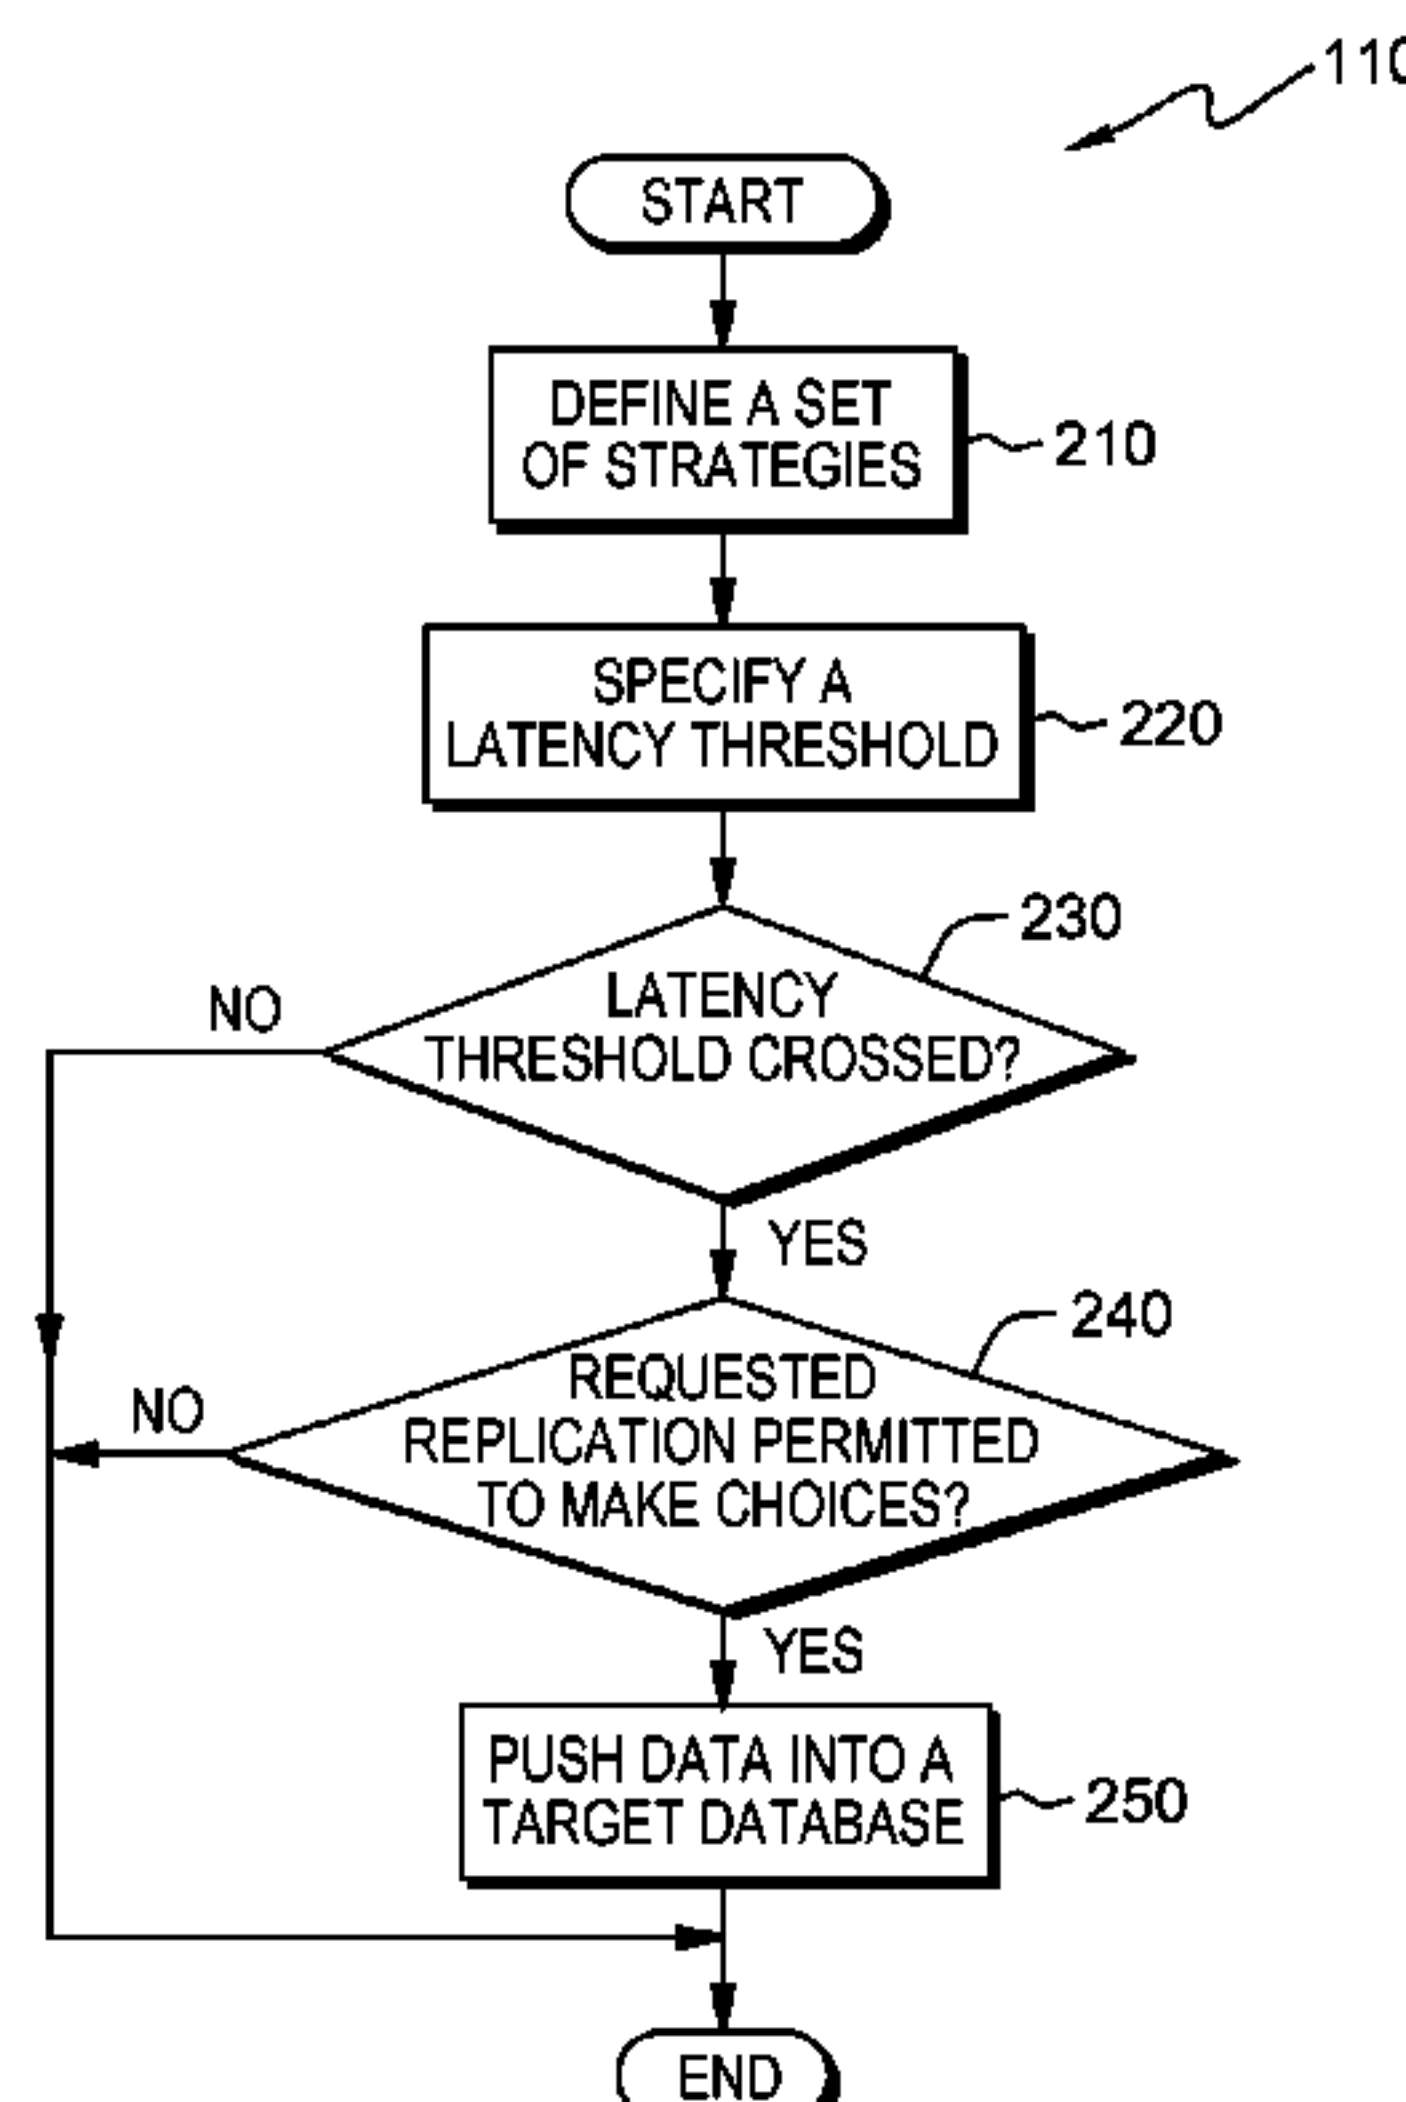 110
START
DEFINE A SET
OF STRATEGIES
210
SPECIFY A
LATENCY THRESHOLD
220
230
LATENCY
THRESHOLD CROSSED?
NO
YES
240
REQUESTED
REPLICATION PERMITTED
TO MAKE CHOICES?
NO
YES
PUSH DATA INTO A
TARGET DATABASE
250
END